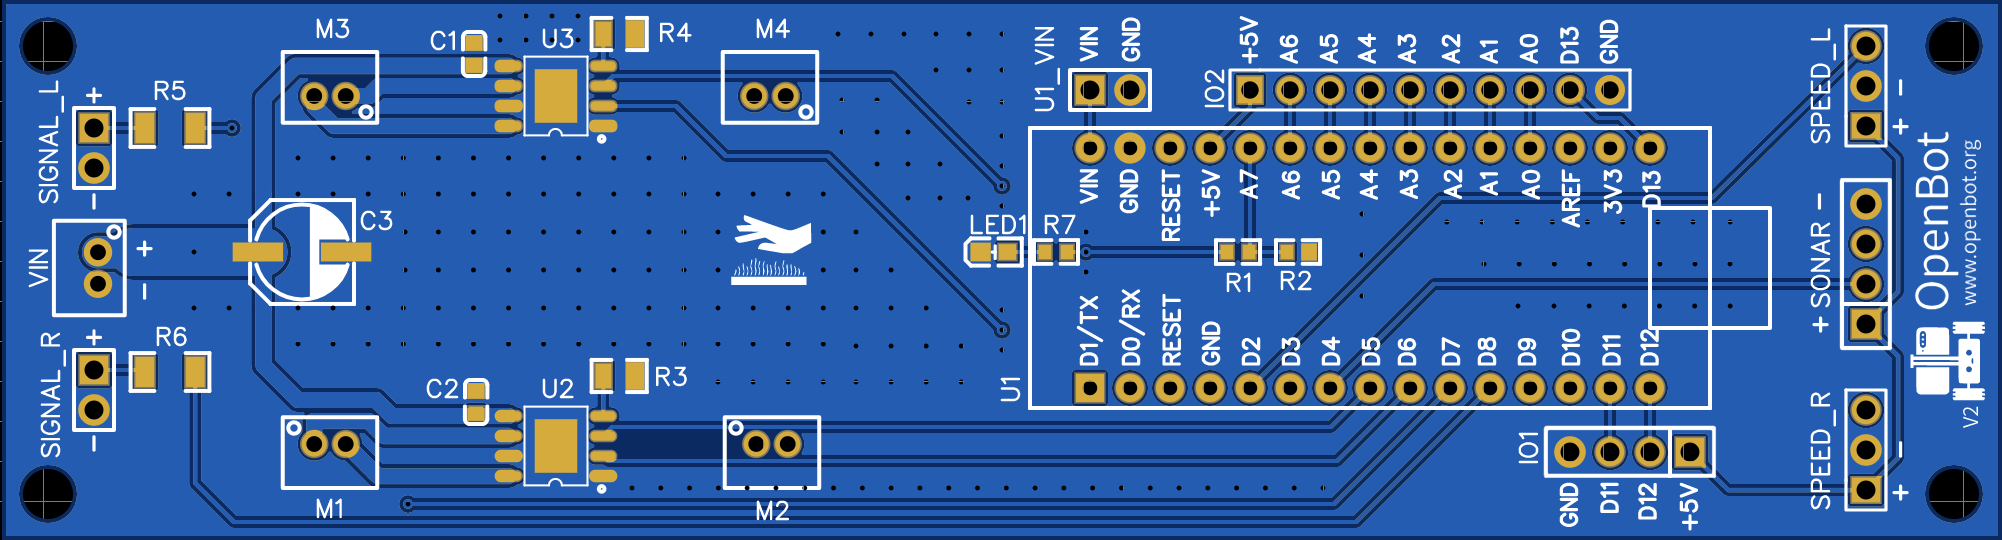 M3
C1
U3
R4
M4
U1_VIN
VIN
GND
IO2
+5V
A6
A5
A4
A3
A2
A1
A0
D13
GND
SPEED_L
-
+
SIGNAL_L
+
-
R5
VIN
GND
RESET
+5V
A7
A6
A5
A4
A3
A2
A1
A0
AREF
3V3
D13
VIN
+
-
C3
LED1
R7
R1
R2
+ SONAR -
OpenBot
www.openbot.org
V2
SIGNAL_R
+
-
R6
C2
U2
R3
U1
D1/TX
D0/RX
RESET
GND
D2
D3
D4
D5
D6
D7
D8
D9
D10
D11
D12
M1
M2
IO1
GND
D11
D12
+5V
SPEED_R
-
+